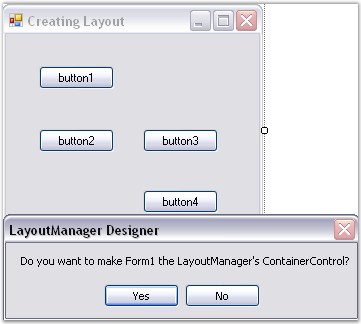 Creating Layout
button1
button2 button3
button4
LayoutManager Designer
Do you want to make Form1 the LayoutManager's ContainerControl?
Yes No